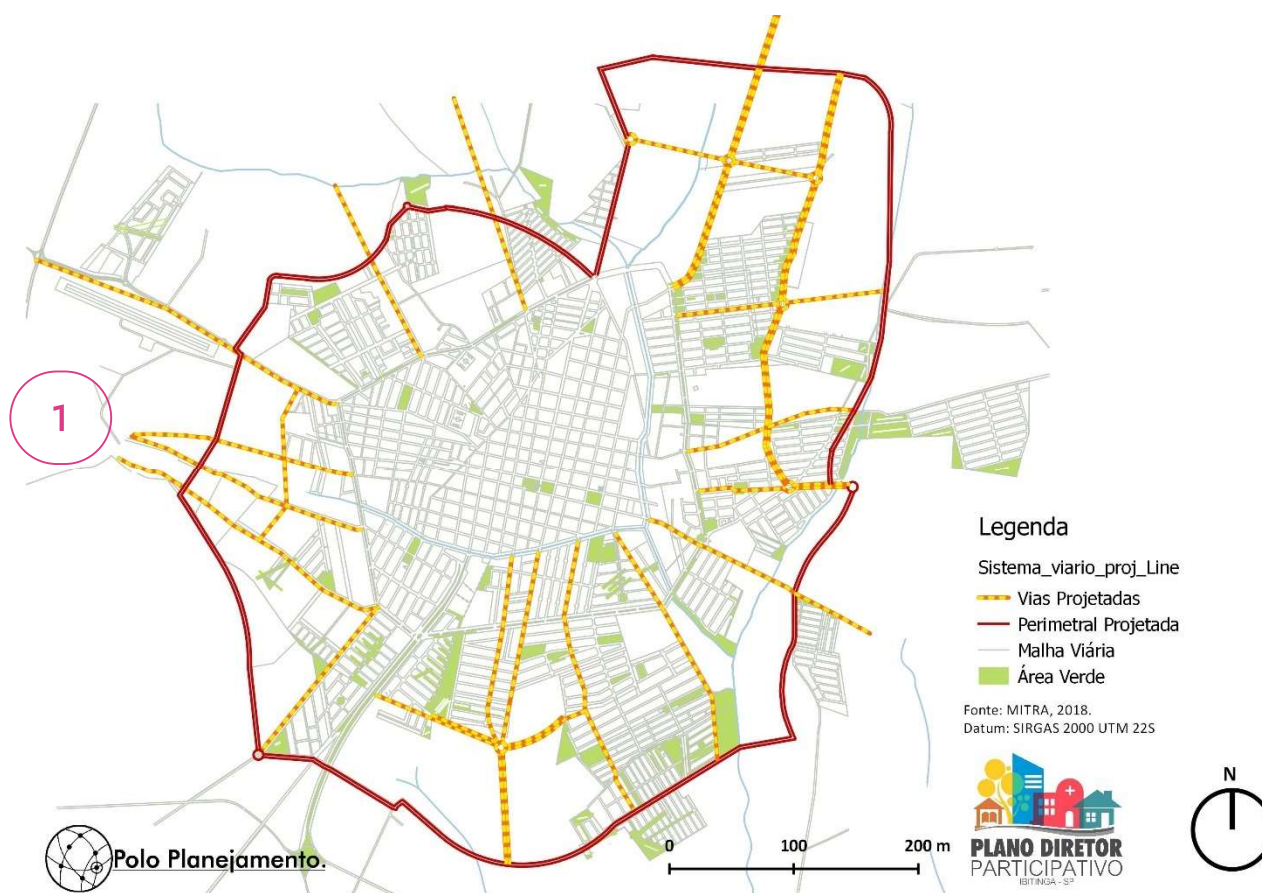 1
Legenda
Sistema_viario_proj_Line
Vias Projetadas
Perimetral Projetada
Malha Viária
Área Verde
Fonte: MITRA, 2018.
Datum: SIRGAS 2000 UTM 22S
N
PLANO DIRETOR
PARTICIPATIVO
IBITINGA - SP
0 100 200 m
Polo Planejamento.